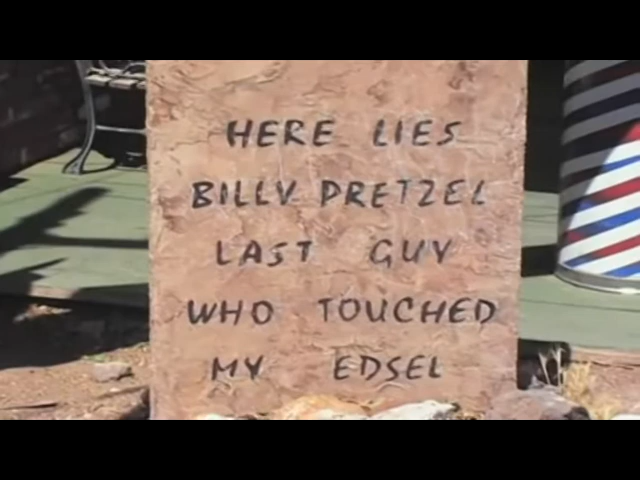 HERE LIES
BILLY PRETZEL
LAST GUY
WHO TOUCHED
MY EDSEL